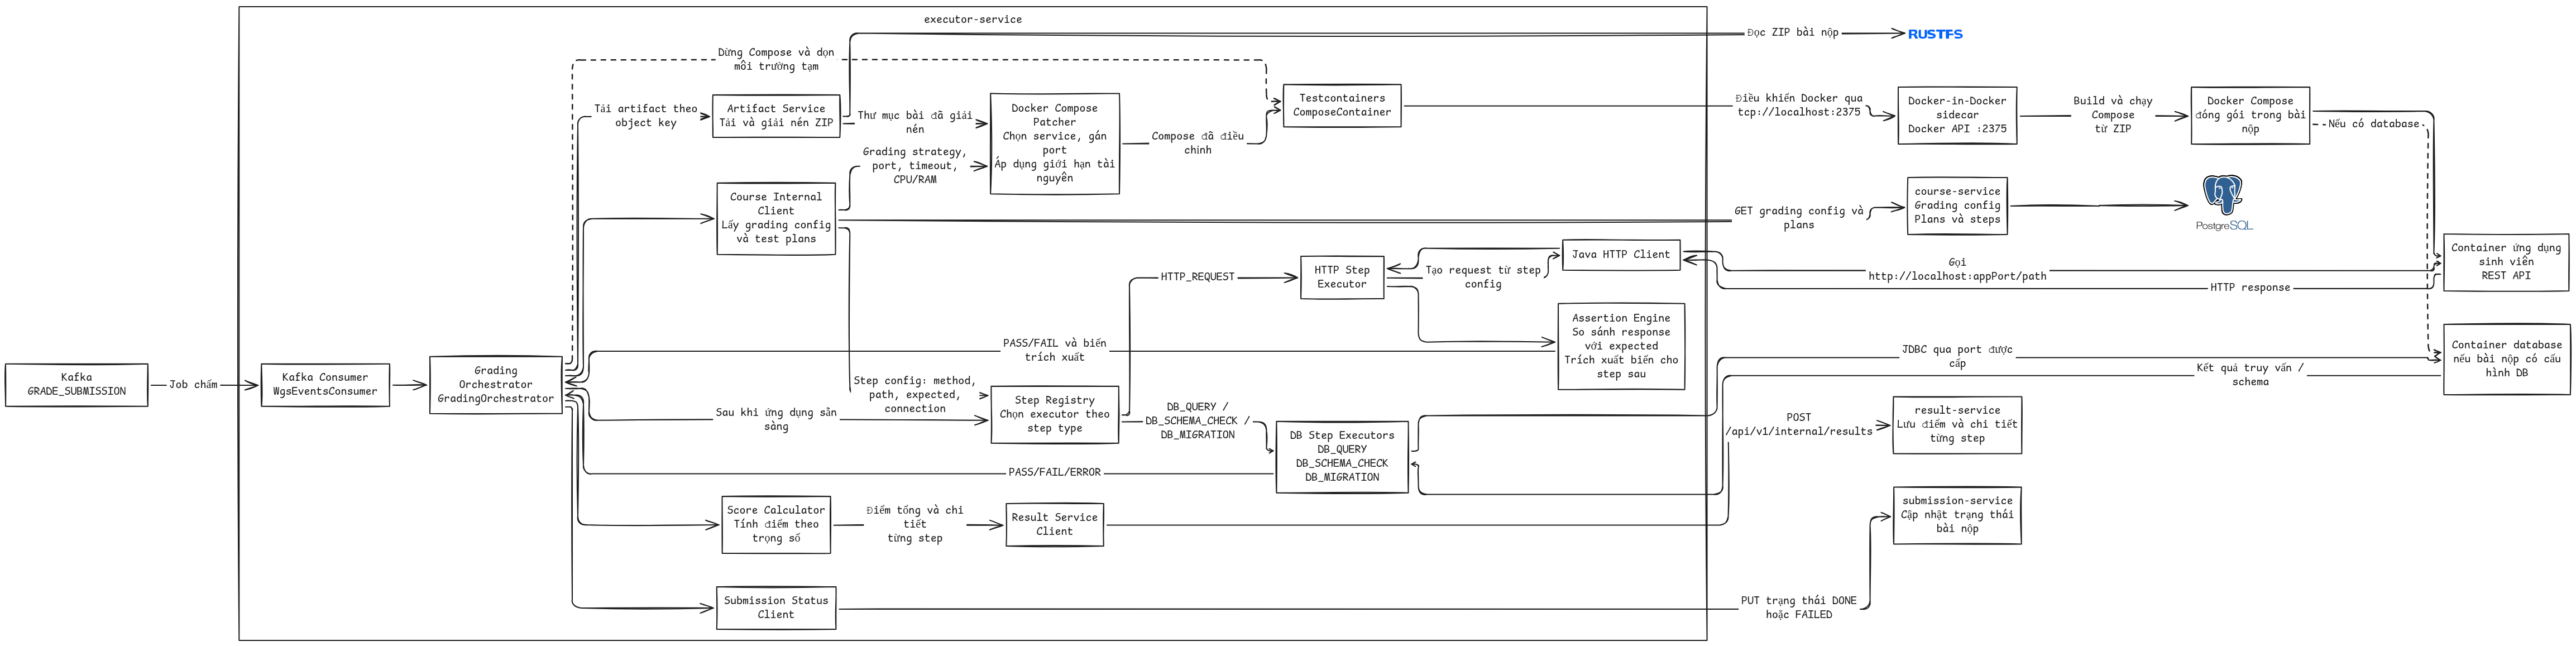 executor-service
Đọc ZIP bài nộp
RUSTFS
Dừng Compose và dọn
môi trường tạm
Tải artifact theo
object key
Artifact Service
Tải và giải nén ZIP
Thư mục bài đã giải
nén
Grading strategy,
port, timeout,
CPU/RAM
Docker Compose
Patcher
Chọn service, gán
port
Áp dụng giới hạn tài
nguyên
Compose đã điều
chỉnh
Testcontainers
ComposeContainer
Điều khiển Docker qua
tcp://localhost:2375
Docker-in-Docker
sidecar
Docker API :2375
Build và chạy
Compose
từ ZIP
Docker Compose
đóng gói trong bài
nộp
Nếu có database
Course Internal
Client
Lấy grading config
và test plans
GET grading config và
plans
course-service
Grading config
Plans và steps
PostgreSQL
HTTP_REQUEST
HTTP Step
Executor
Tạo request từ step
config
Java HTTP Client
Gọi
http://localhost:appPort/path
HTTP response
Container ứng dụng
sinh viên
REST API
Assertion Engine
So sánh response
với expected
Trích xuất biến cho
step sau
PASS/FAIL và biến
trích xuất
Kafka
GRADE_SUBMISSION
Job chấm
Kafka Consumer
WgsEventsConsumer
Grading
Orchestrator
GradingOrchestrator
Step config: method,
path, expected,
connection
Sau khi ứng dụng sẵn
sàng
Step Registry
Chọn executor theo
step type
DB_QUERY /
DB_SCHEMA_CHECK /
DB_MIGRATION
DB Step Executors
DB_QUERY
DB_SCHEMA_CHECK
DB_MIGRATION
PASS/FAIL/ERROR
JDBC qua port được
cấp
Kết quả truy vấn /
schema
Container database
nếu bài nộp có cấu
hình DB
POST
/api/v1/internal/results
result-service
Lưu điểm và chi tiết
từng step
Score Calculator
Tính điểm theo
trọng số
Điểm tổng và chi
tiết
từng step
Result Service
Client
submission-service
Cập nhật trạng thái
bài nộp
Submission Status
Client
PUT trạng thái DONE
hoặc FAILED